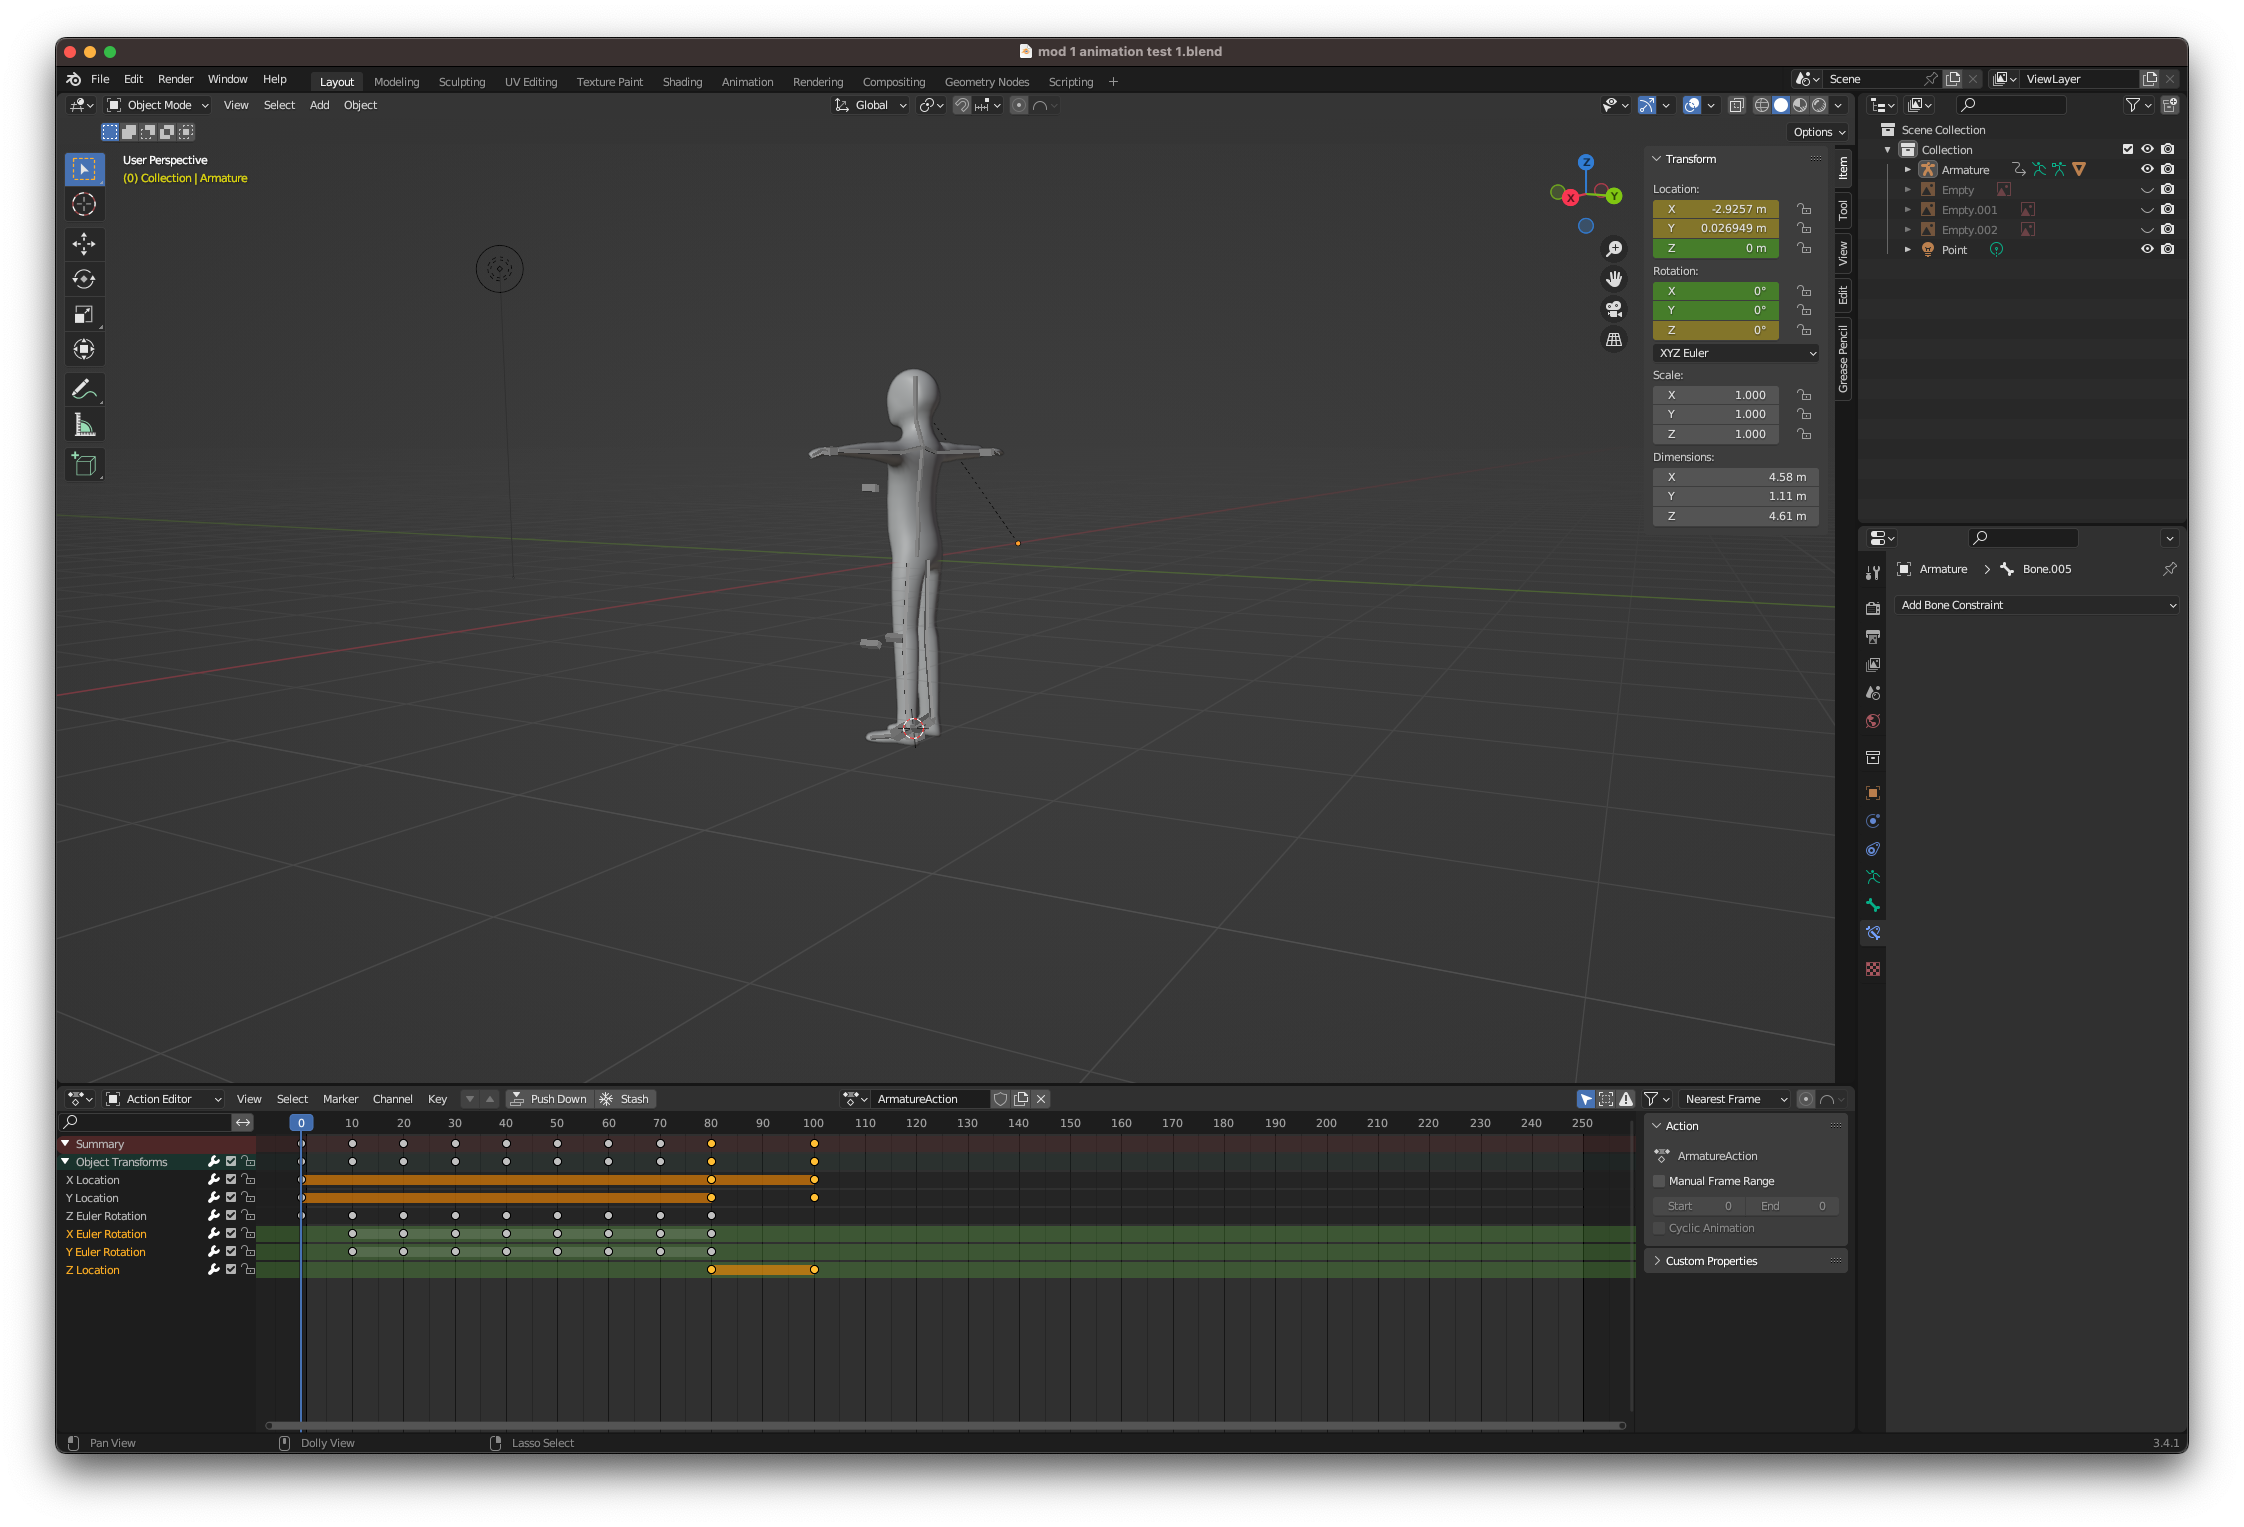 mod 1 animation test 1.blend
File Edit Render Window Help Layout Modeling Sculpting UV Editing Texture Paint Shading Animation Rendering Compositing Geometry Nodes Scripting + Scene ViewLayer
Object Mode View Select Add Object Global
Options
User Perspective
(0) Collection | Armature
Z
X
Y
Transform
Location:
X -2.9257 m
Y 0.026949 m
Z 0 m
Rotation:
X 0°
Y 0°
Z 0°
XYZ Euler
Scale:
X 1.000
Y 1.000
Z 1.000
Dimensions:
X 4.58 m
Y 1.11 m
Z 4.61 m
Item
Tool
View
Edit
Grease Pencil
Scene Collection
Collection
Armature
Empty
Empty.001
Empty.002
Point
Armature > Bone.005
Add Bone Constraint
Action Editor View Select Marker Channel Key Push Down Stash ArmatureAction Nearest Frame
0 10 20 30 40 50 60 70 80 90 100 110 120 130 140 150 160 170 180 190 200 210 220 230 240 250
Summary
Object Transforms
X Location
Y Location
Z Euler Rotation
X Euler Rotation
Y Euler Rotation
Z Location
Action
ArmatureAction
Manual Frame Range
Start 0 End 0
Cyclic Animation
Custom Properties
Pan View Dolly View Lasso Select 3.4.1